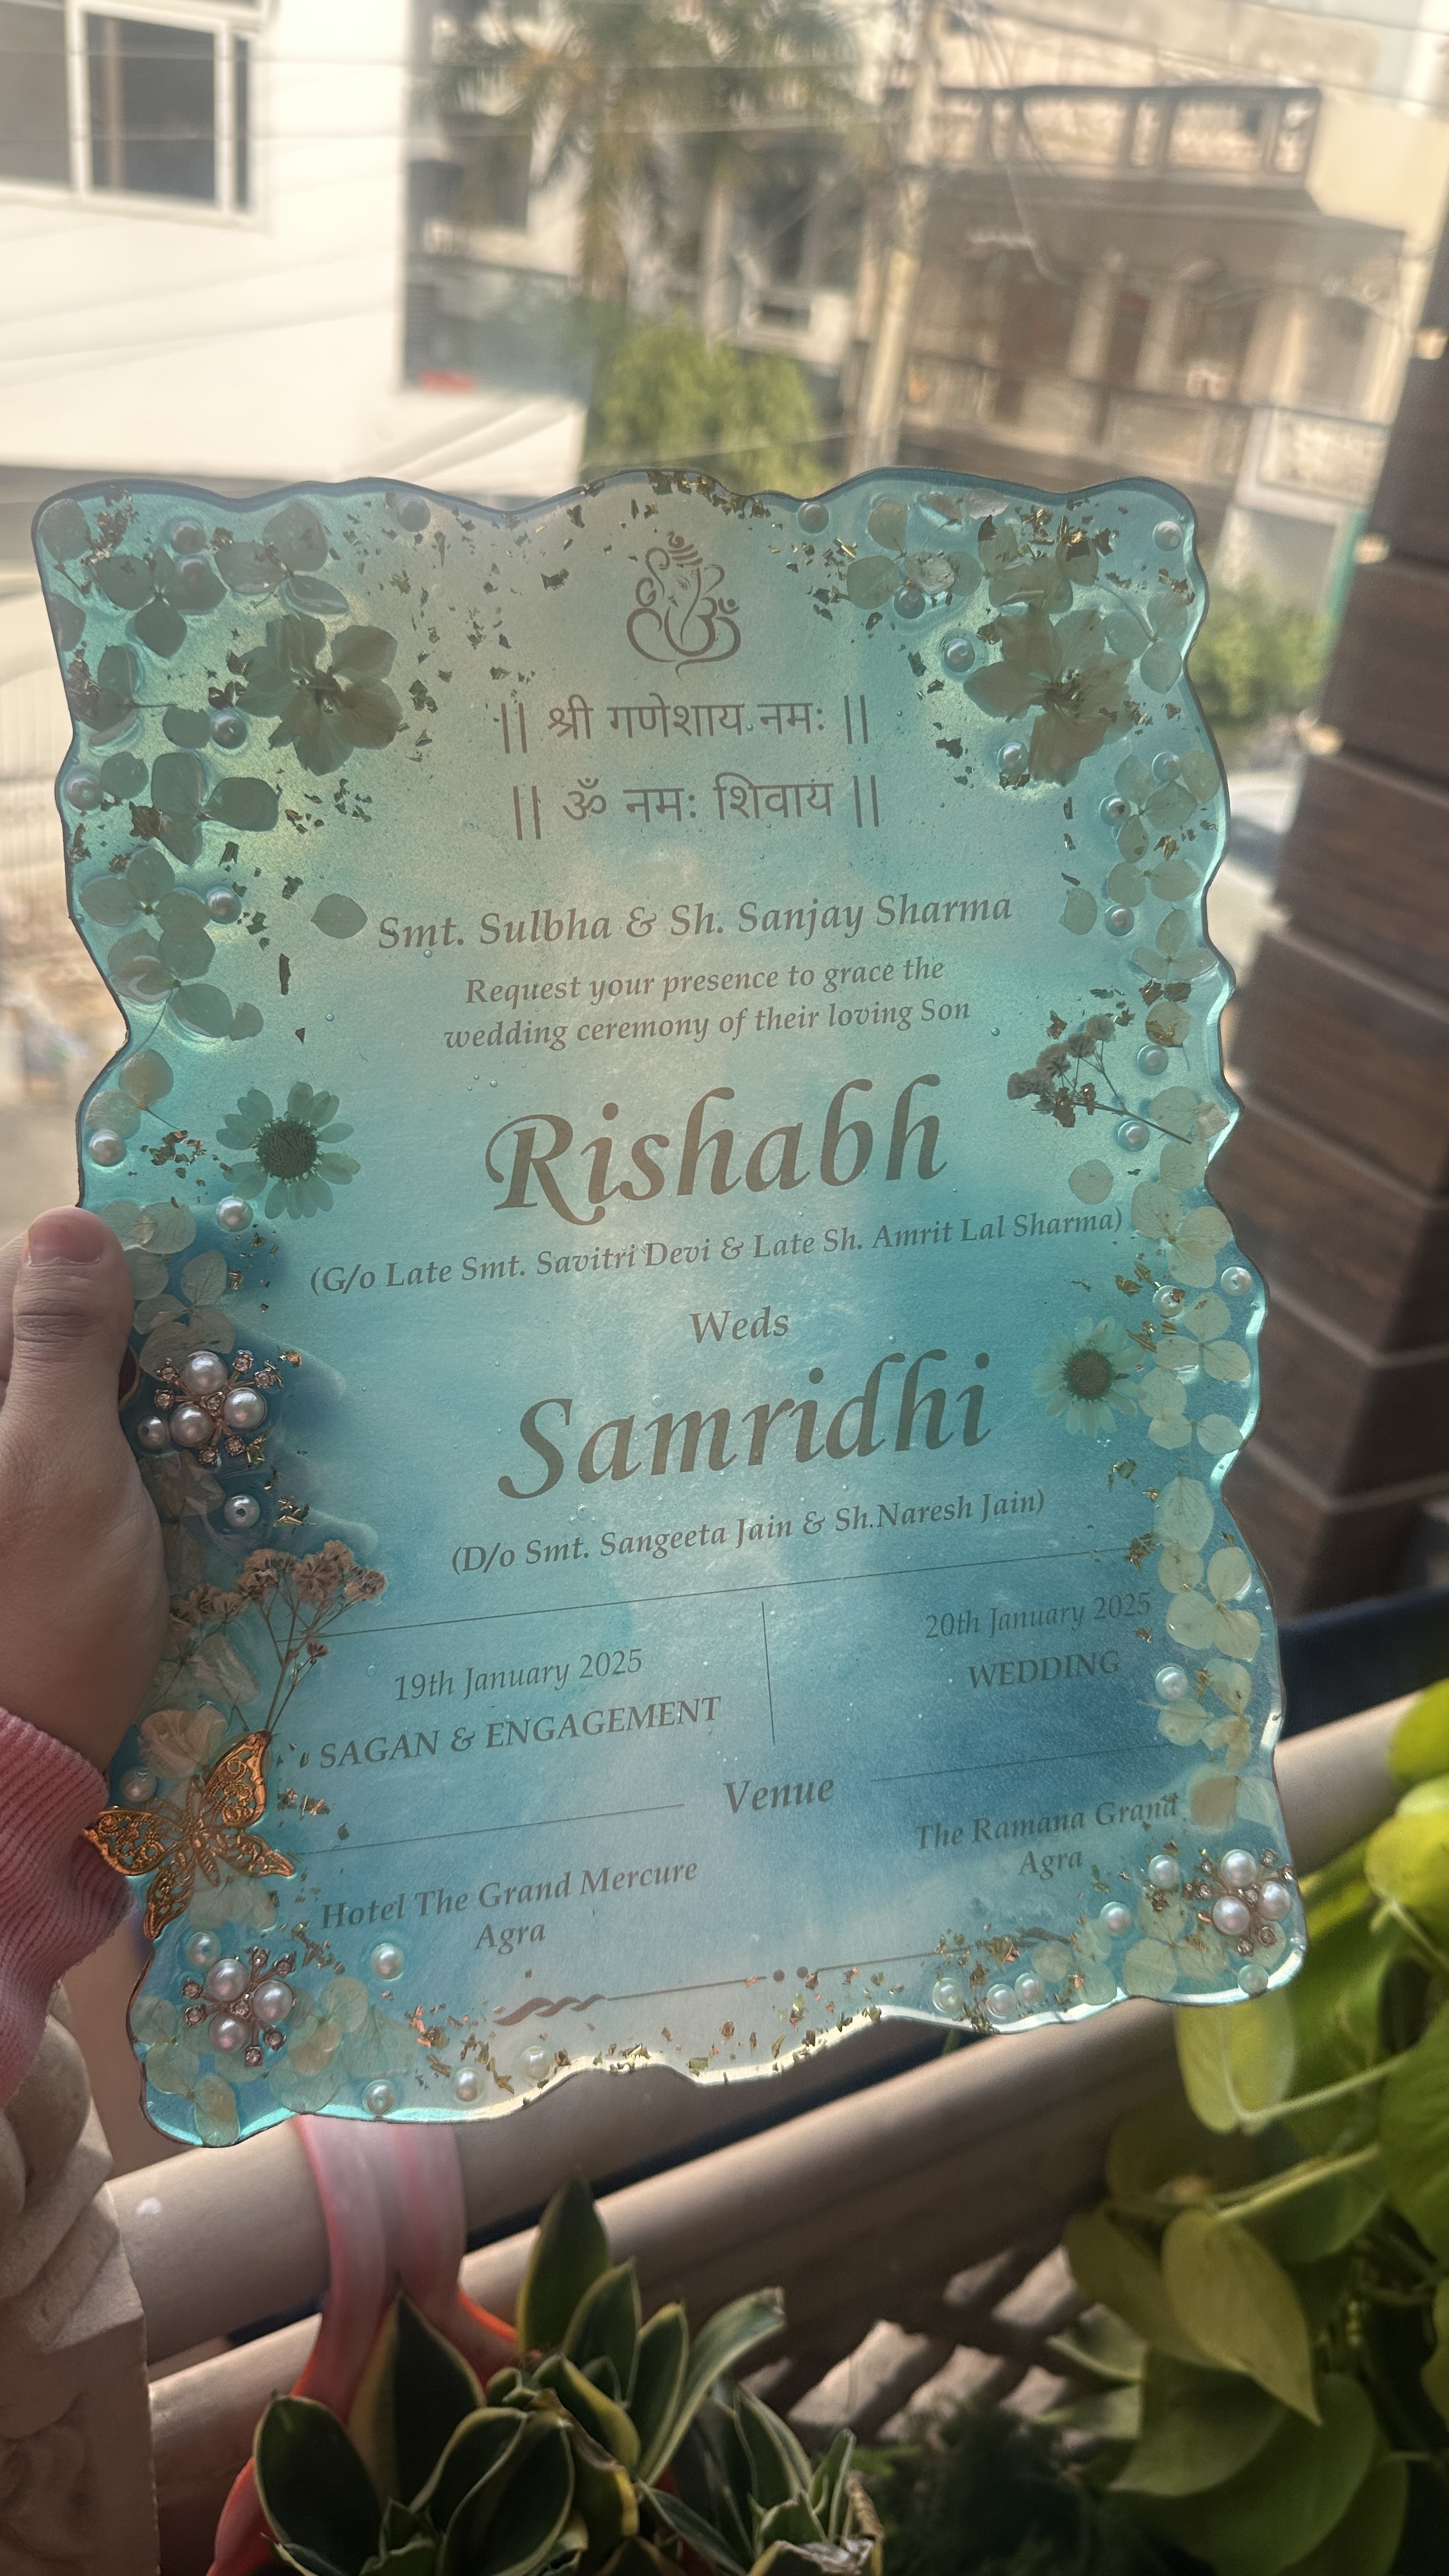 || श्री गणेशाय नमः ||
|| ॐ नमः शिवाय ||
Smt. Sulbha & Sh. Sanjay Sharma
Request your presence to grace the
wedding ceremony of their loving Son
Rishabh
(G/o Late Smt. Savitri Devi & Late Sh. Amrit Lal Sharma)
Weds
Samridhi
(D/o Smt. Sangeeta Jain & Sh.Naresh Jain)
19th January 2025
SAGAN & ENGAGEMENT
20th January 2025
WEDDING
Venue
Hotel The Grand Mercure
Agra
The Ramana Grand
Agra